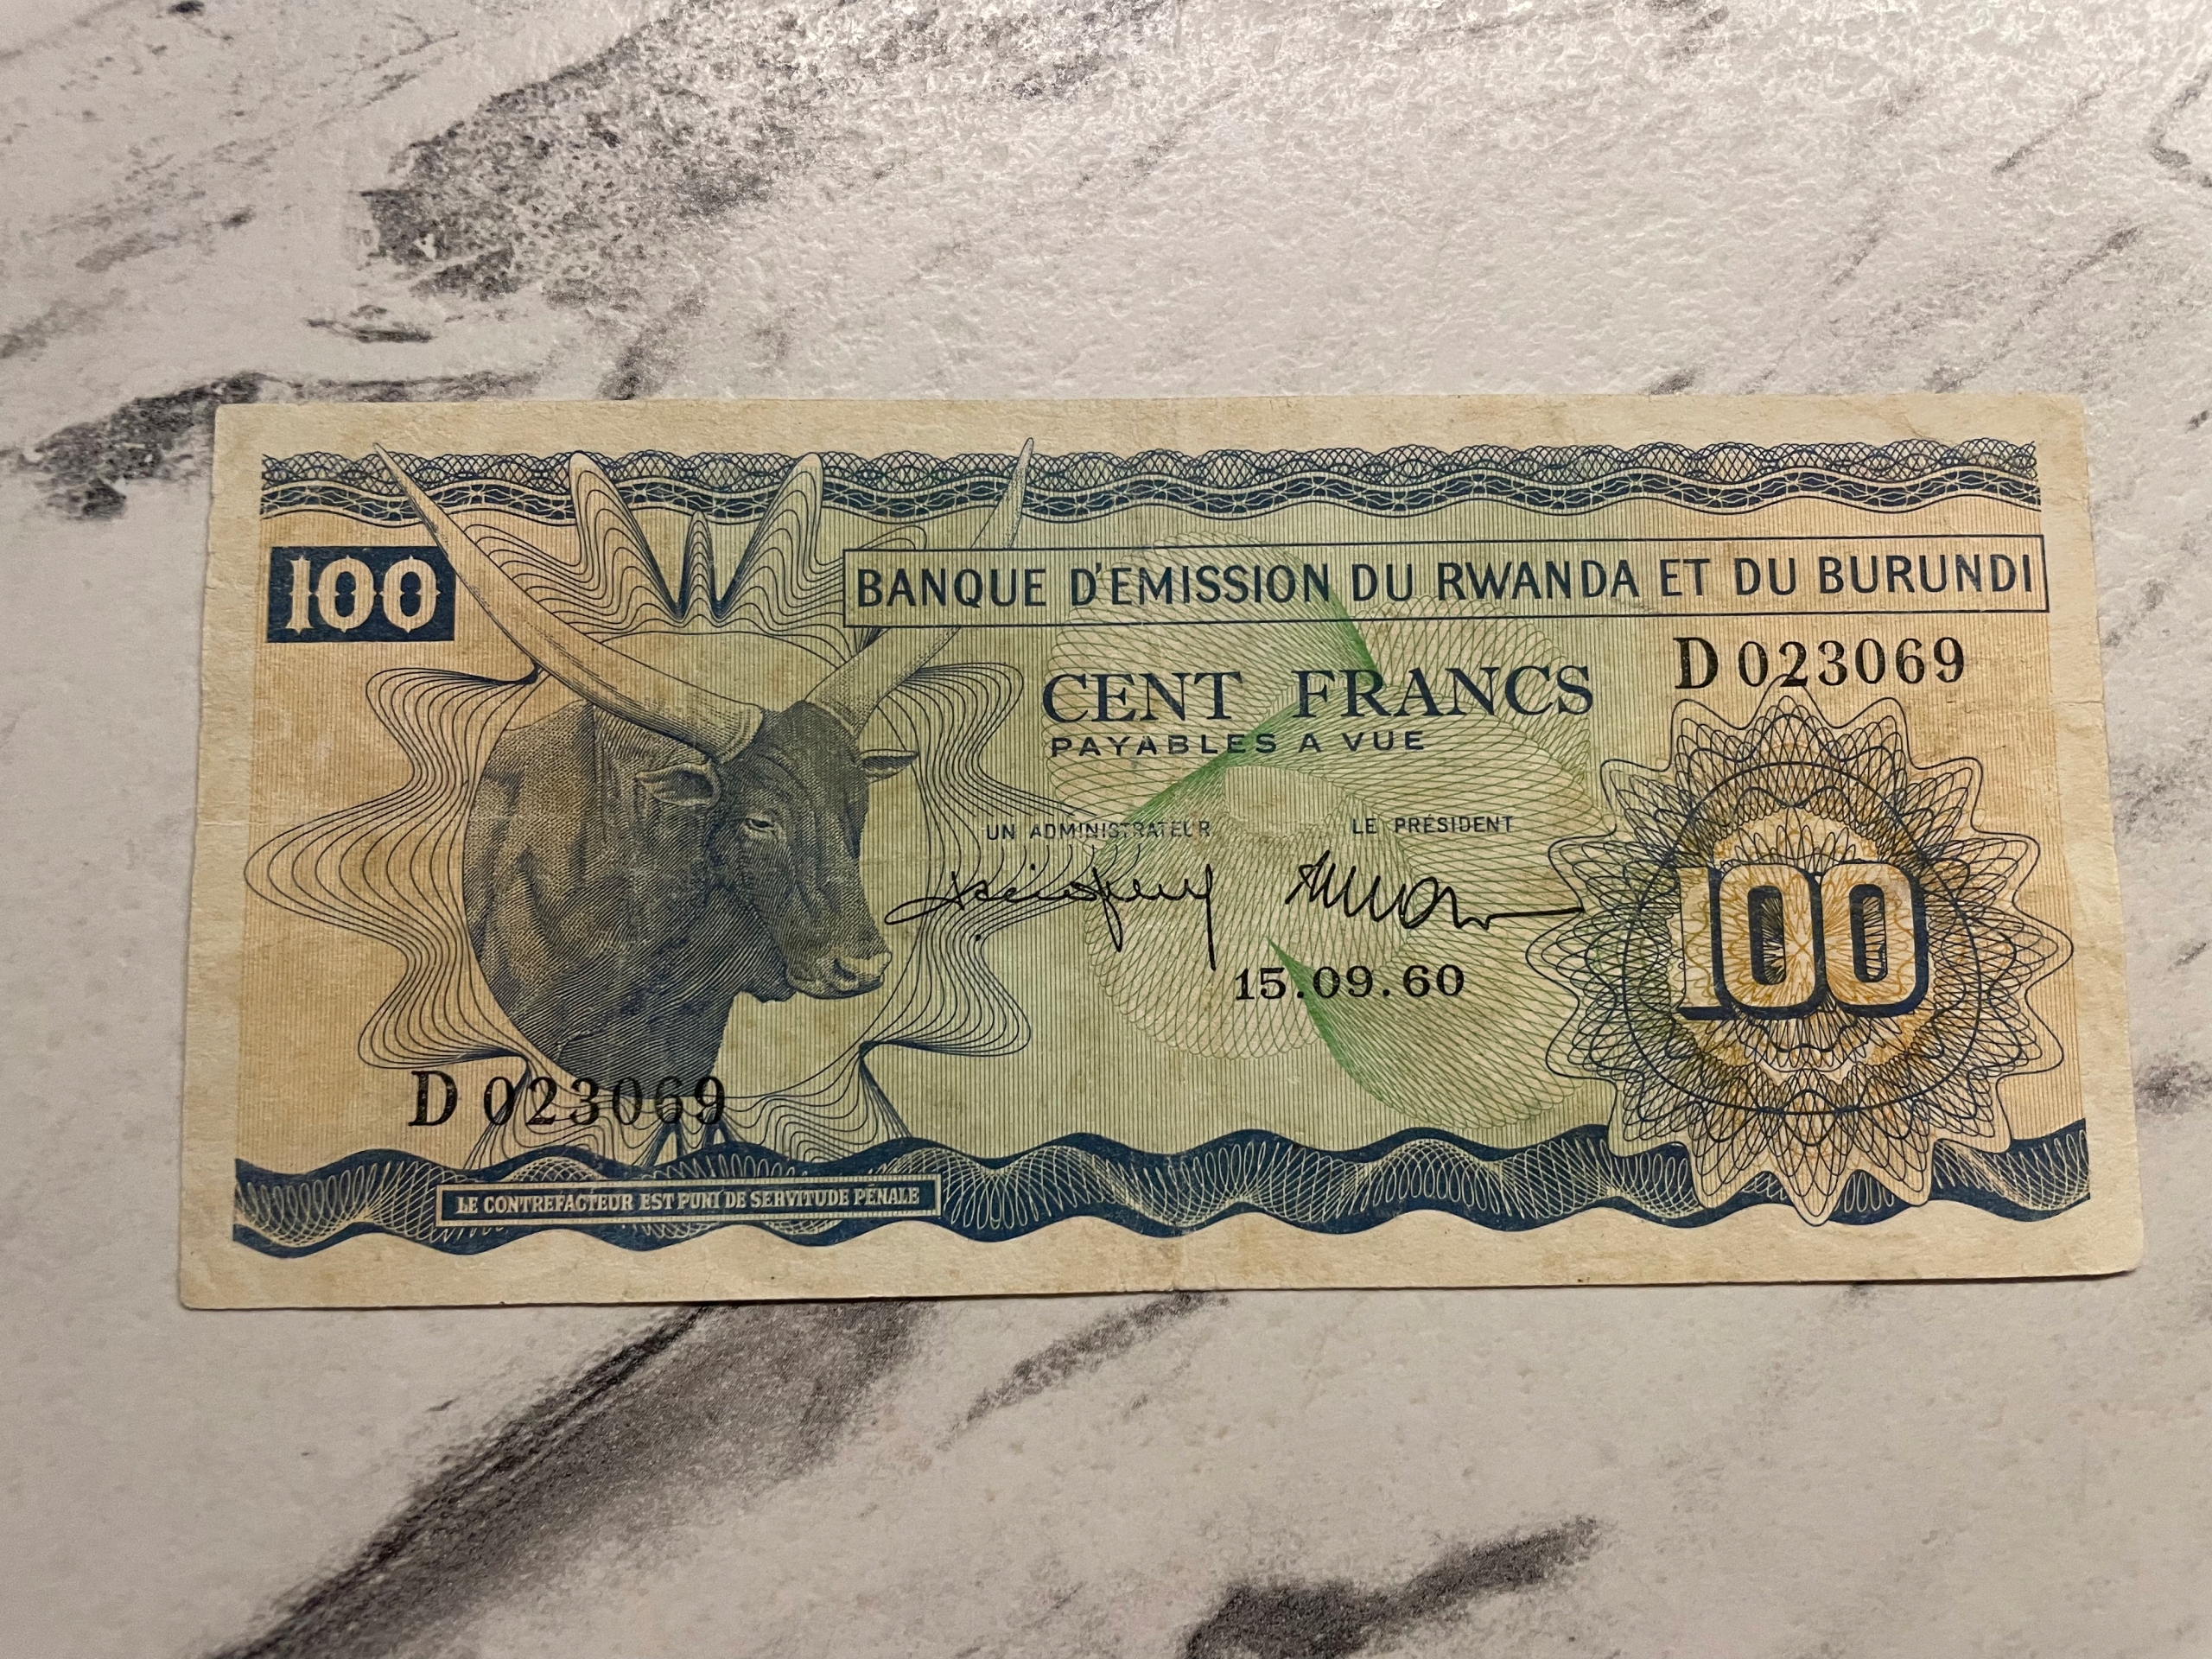 100
BANQUE D'EMISSION DU RWANDA ET DU BURUNDI
D 023069
CENT FRANCS
PAYABLES A VUE
UN ADMINISTRATEUR
LE PRÉSIDENT
15.09.60
100
D 023069
LE CONTREFACTEUR EST PUNI DE SERVITUDE PÉNALE